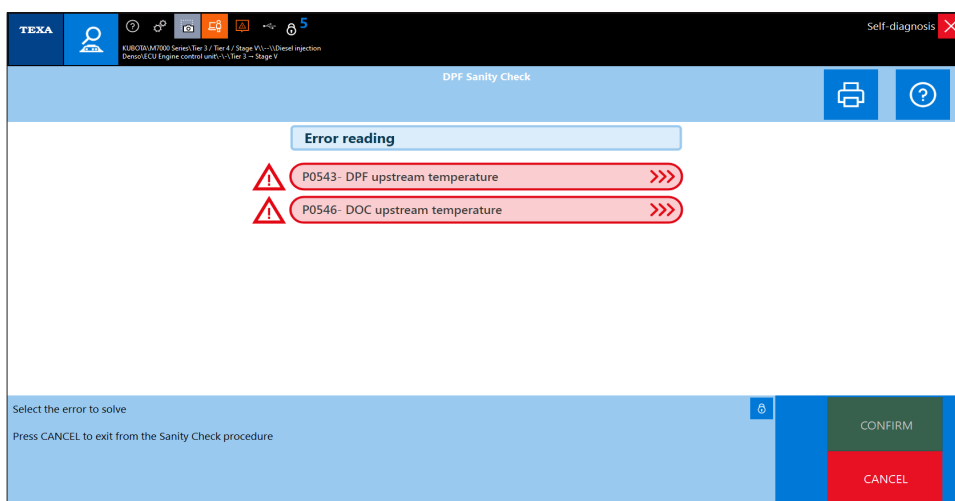 TEXA
5
Self-diagnosis
KUBOTA\M7000 Series\Tier 3 / Tier 4 / Stage V\\--\\Diesel injection
Denso\ECU Engine control unit\-\-\Tier 3 -- Stage V
DPF Sanity Check
Error reading
P0543- DPF upstream temperature
P0546- DOC upstream temperature
Select the error to solve
Press CANCEL to exit from the Sanity Check procedure
CONFIRM
CANCEL